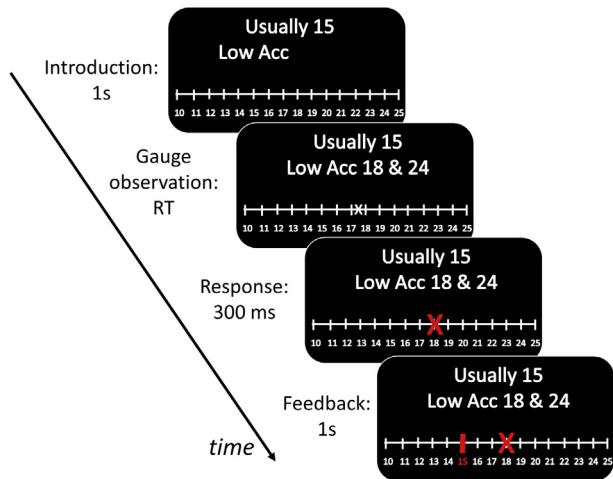 Usually 15
Low Acc
Introduction:
1s
10 11 12 13 14 15 16 17 18 19 20 21 22 23 24 25
Usually 15
Low Acc 18 & 24
Gauge
observation:
RT
10 11 12 13 14 15 16 17 18 19 20 21 22 23 24 25
Usually 15
Low Acc 18 & 24
Response:
300 ms
10 11 12 13 14 15 16 17 18 19 20 21 22 23 24 25
Usually 15
Low Acc 18 & 24
Feedback:
1s
10 11 12 13 14 15 16 17 18 19 20 21 22 23 24 25
time